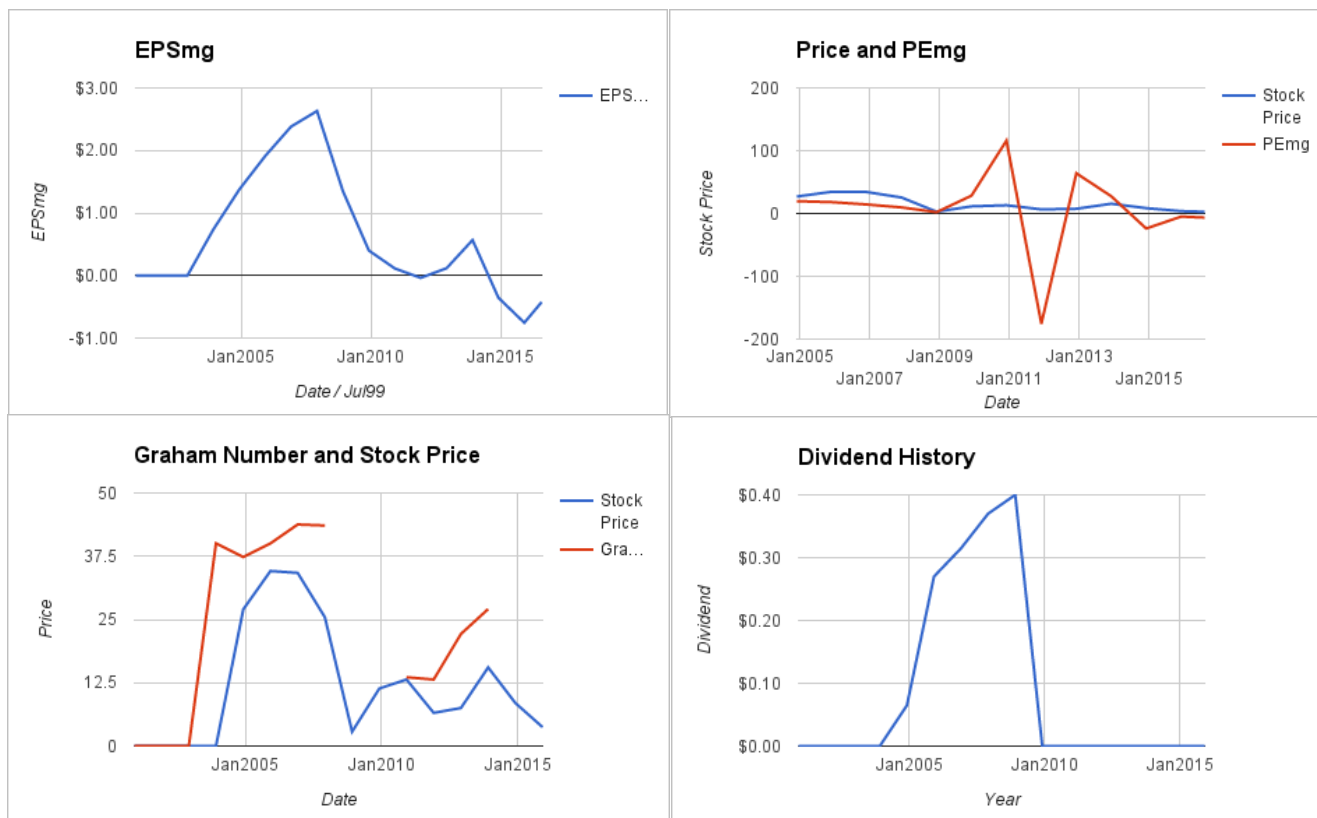 EPSmg
$3.00
$2.00
$1.00
$0.00
-$1.00
EPSmg
Jan2005
Jan2010
Jan2015
Date / Jul99
EPS…
Price and PEmg
200
100
0
-100
-200
Stock Price
Jan2005
Jan2009
Jan2013
Jan2007
Jan2011
Jan2015
Date
Stock
Price
PEmg
Graham Number and Stock Price
50
37.5
25
12.5
0
Price
Jan2005
Jan2010
Jan2015
Date
Stock
Price
Gra…
Dividend History
$0.40
$0.30
$0.20
$0.10
$0.00
Dividend
Jan2005
Jan2010
Jan2015
Year